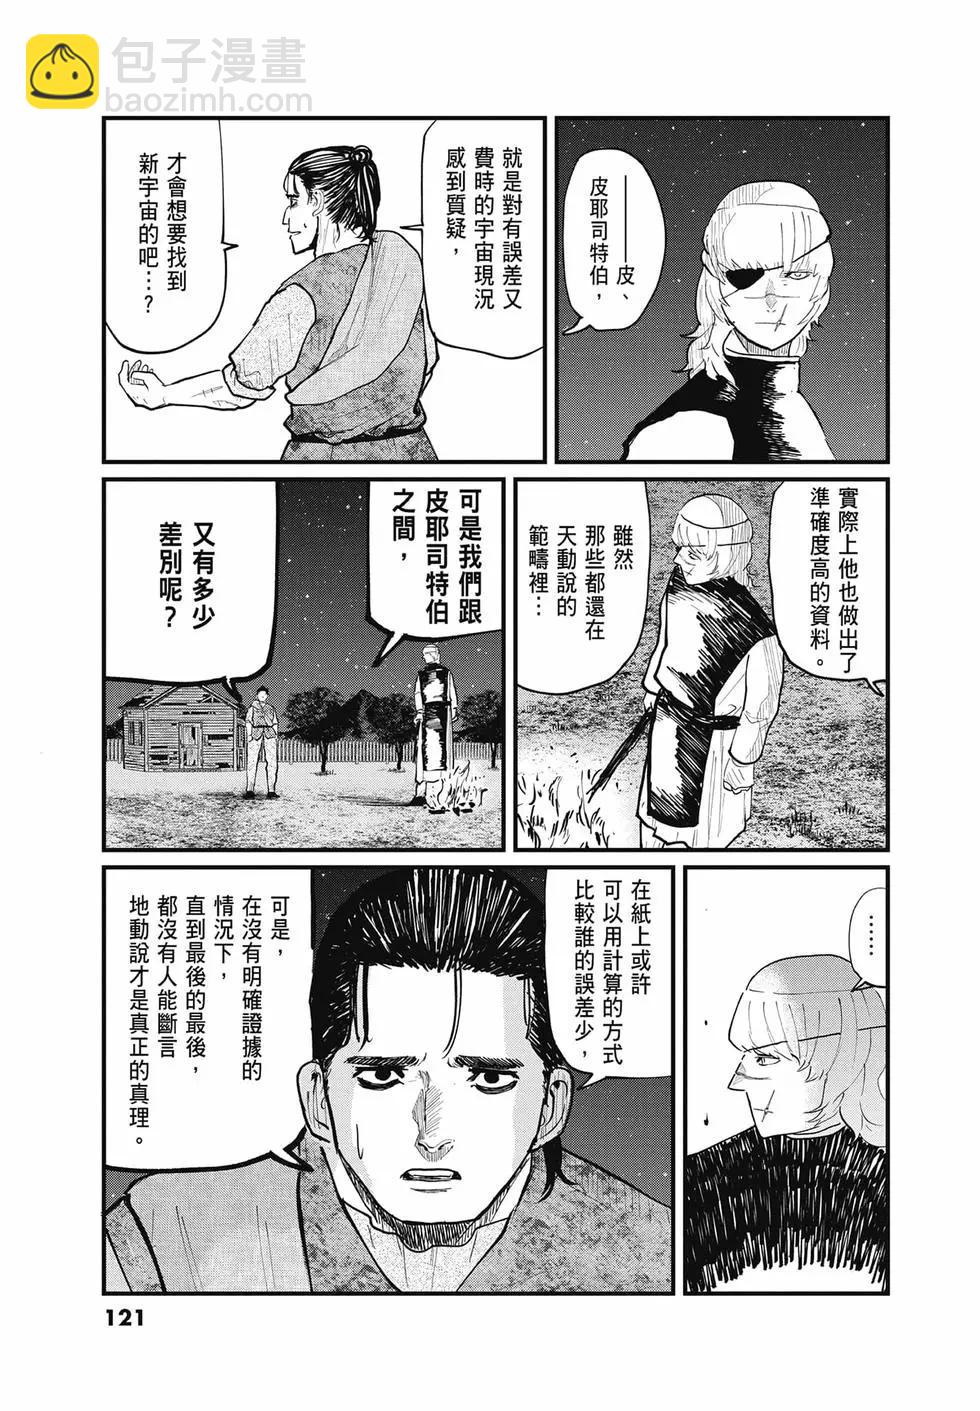 包子漫畫
baozimh.com
——皮、
皮耶司特伯，
就是對有誤差又
費時的宇宙現況
感到質疑，
才會想要找到
新宇宙的吧…？
實際上他也做出了
準確度高的資料。
雖然
那些都還在
天動說的
範疇裡…
可是我們跟
皮耶司特伯
之間，
又有多少
差別呢？
……
在紙上或許
可以用計算的方式
比較誰的誤差少，
可是，
在沒有明確證據的
情況下，
直到最後的最後，
都沒有人能斷言
地動說才是真正的真理。
121